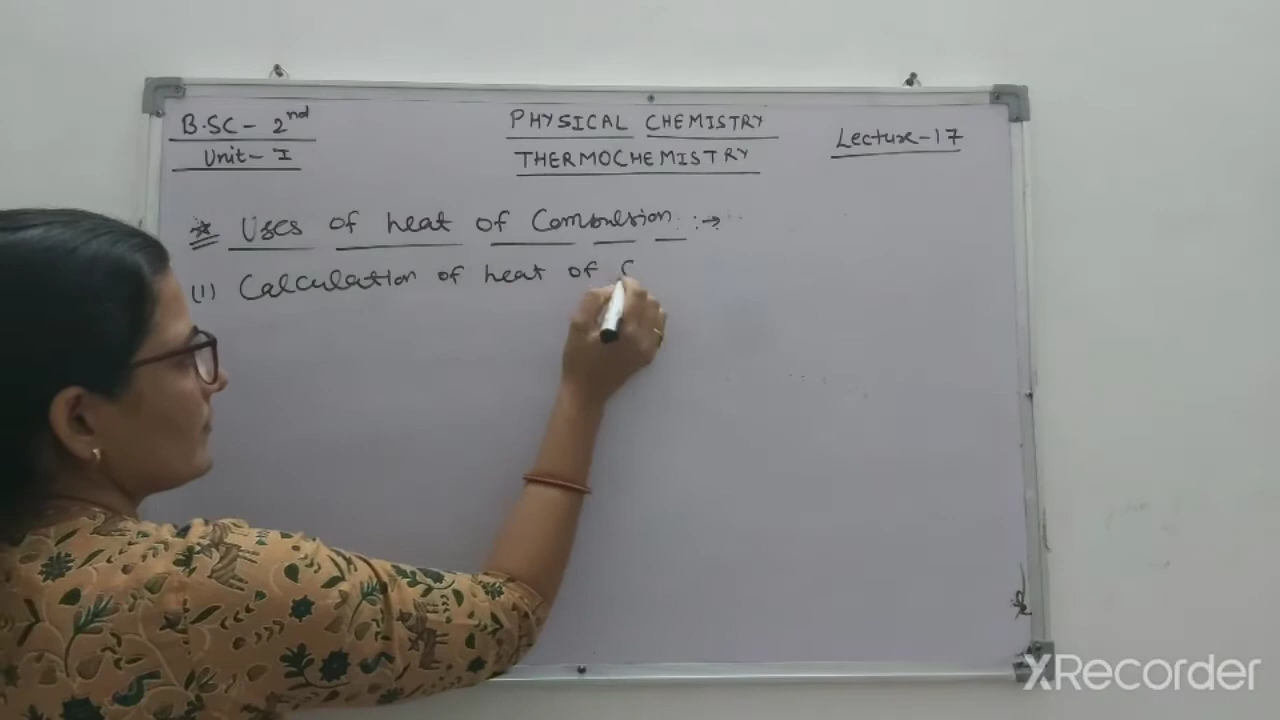 B.SC- 2nd
Unit- I
PHYSICAL CHEMISTRY
THERMOCHEMISTRY
Lecture-17
* Uses of heat of Combustion :→
(1) Calculation of heat of
XRecorder